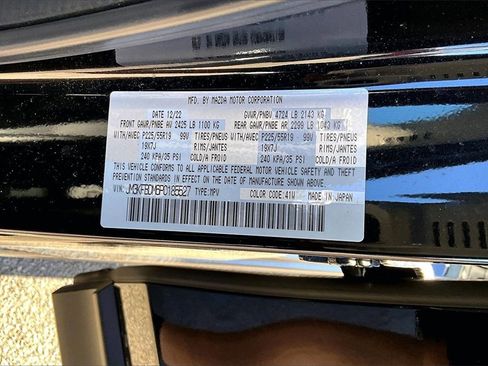 MFD. BY MAZDA MOTOR CORPORATION
DATE 12/22 GVWR/PNBV 4724 LB 2143 KG
FRONT GAWR/PNBE AV 2425 LB 1100 KG REAR GAWR/PNBE AR 2299 LB 1043 KG
WITH/AVEC P225/55R19 99V TIRES/PNEUS WITH/AVEC P225/55R19 99V TIRES/PNEUS
19X7J RIMS/JANTES 19X7J RIMS/JANTES
240 KPA/35 PSI COLD/A FROID 240 KPA/35 PSI COLD/A FROID
THIS VEHICLE CONFORMS TO ALL APPLICABLE FEDERAL MOTOR VEHICLE SAFETY
AND THEFT PREVENTION STANDARDS IN EFFECT ON THE
DATE OF MANUFACTURE SHOWN ABOVE.
VIN: TYPE: MPV COLOR CODE: 41W MADE IN JAPAN